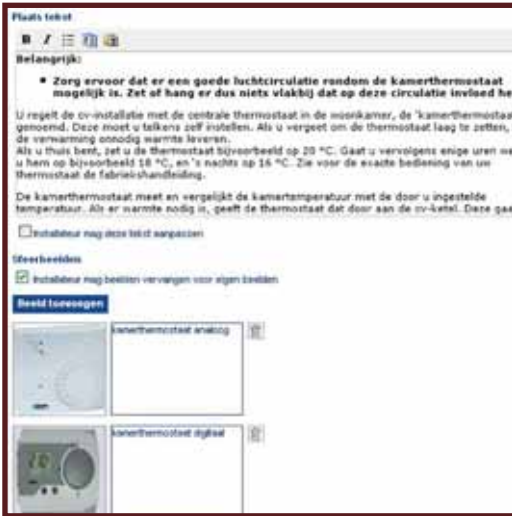 Plaats tekst
B I
Belangrijk:
Zorg ervoor dat er een goede luchtcirculatie rondom de kamerthermostaat
mogelijk is. Zet of hang er dus niets vlakbij dat op deze circulatie invloed he
U regelt de cv-installatie met de centrale thermostaat in de woonkamer, de 'kamerthermostaa
genoemd. Deze moet u telkens zelf instellen. Als u vergeet om de thermostaat laag te zetten,
de verwarming onnodig warmte leveren.
Als u thuis bent, zet u de thermostaat bijvoorbeeld op 20 °C. Gaat u vervolgens enige uren we
u hem op bijvoorbeeld 18 °C, en 's nachts op 16 °C. Zie voor de exacte bediening van uw
thermostaat de fabriekshandleiding.
De kamerthermostaat meet en vergelijkt de kamertemperatuur met de door u ingestelde
temperatuur. Als er warmte nodig is, geeft de thermostaat dat door aan de cv-ketel. Deze gaa
Installateur mag deze tekst aanpassen
Sfeerbeelden
Installateur mag beelden vervangen voor eigen beelden
Beeld toevoegen
kamerthermostaat analoog
kamerthermostaat digitaal